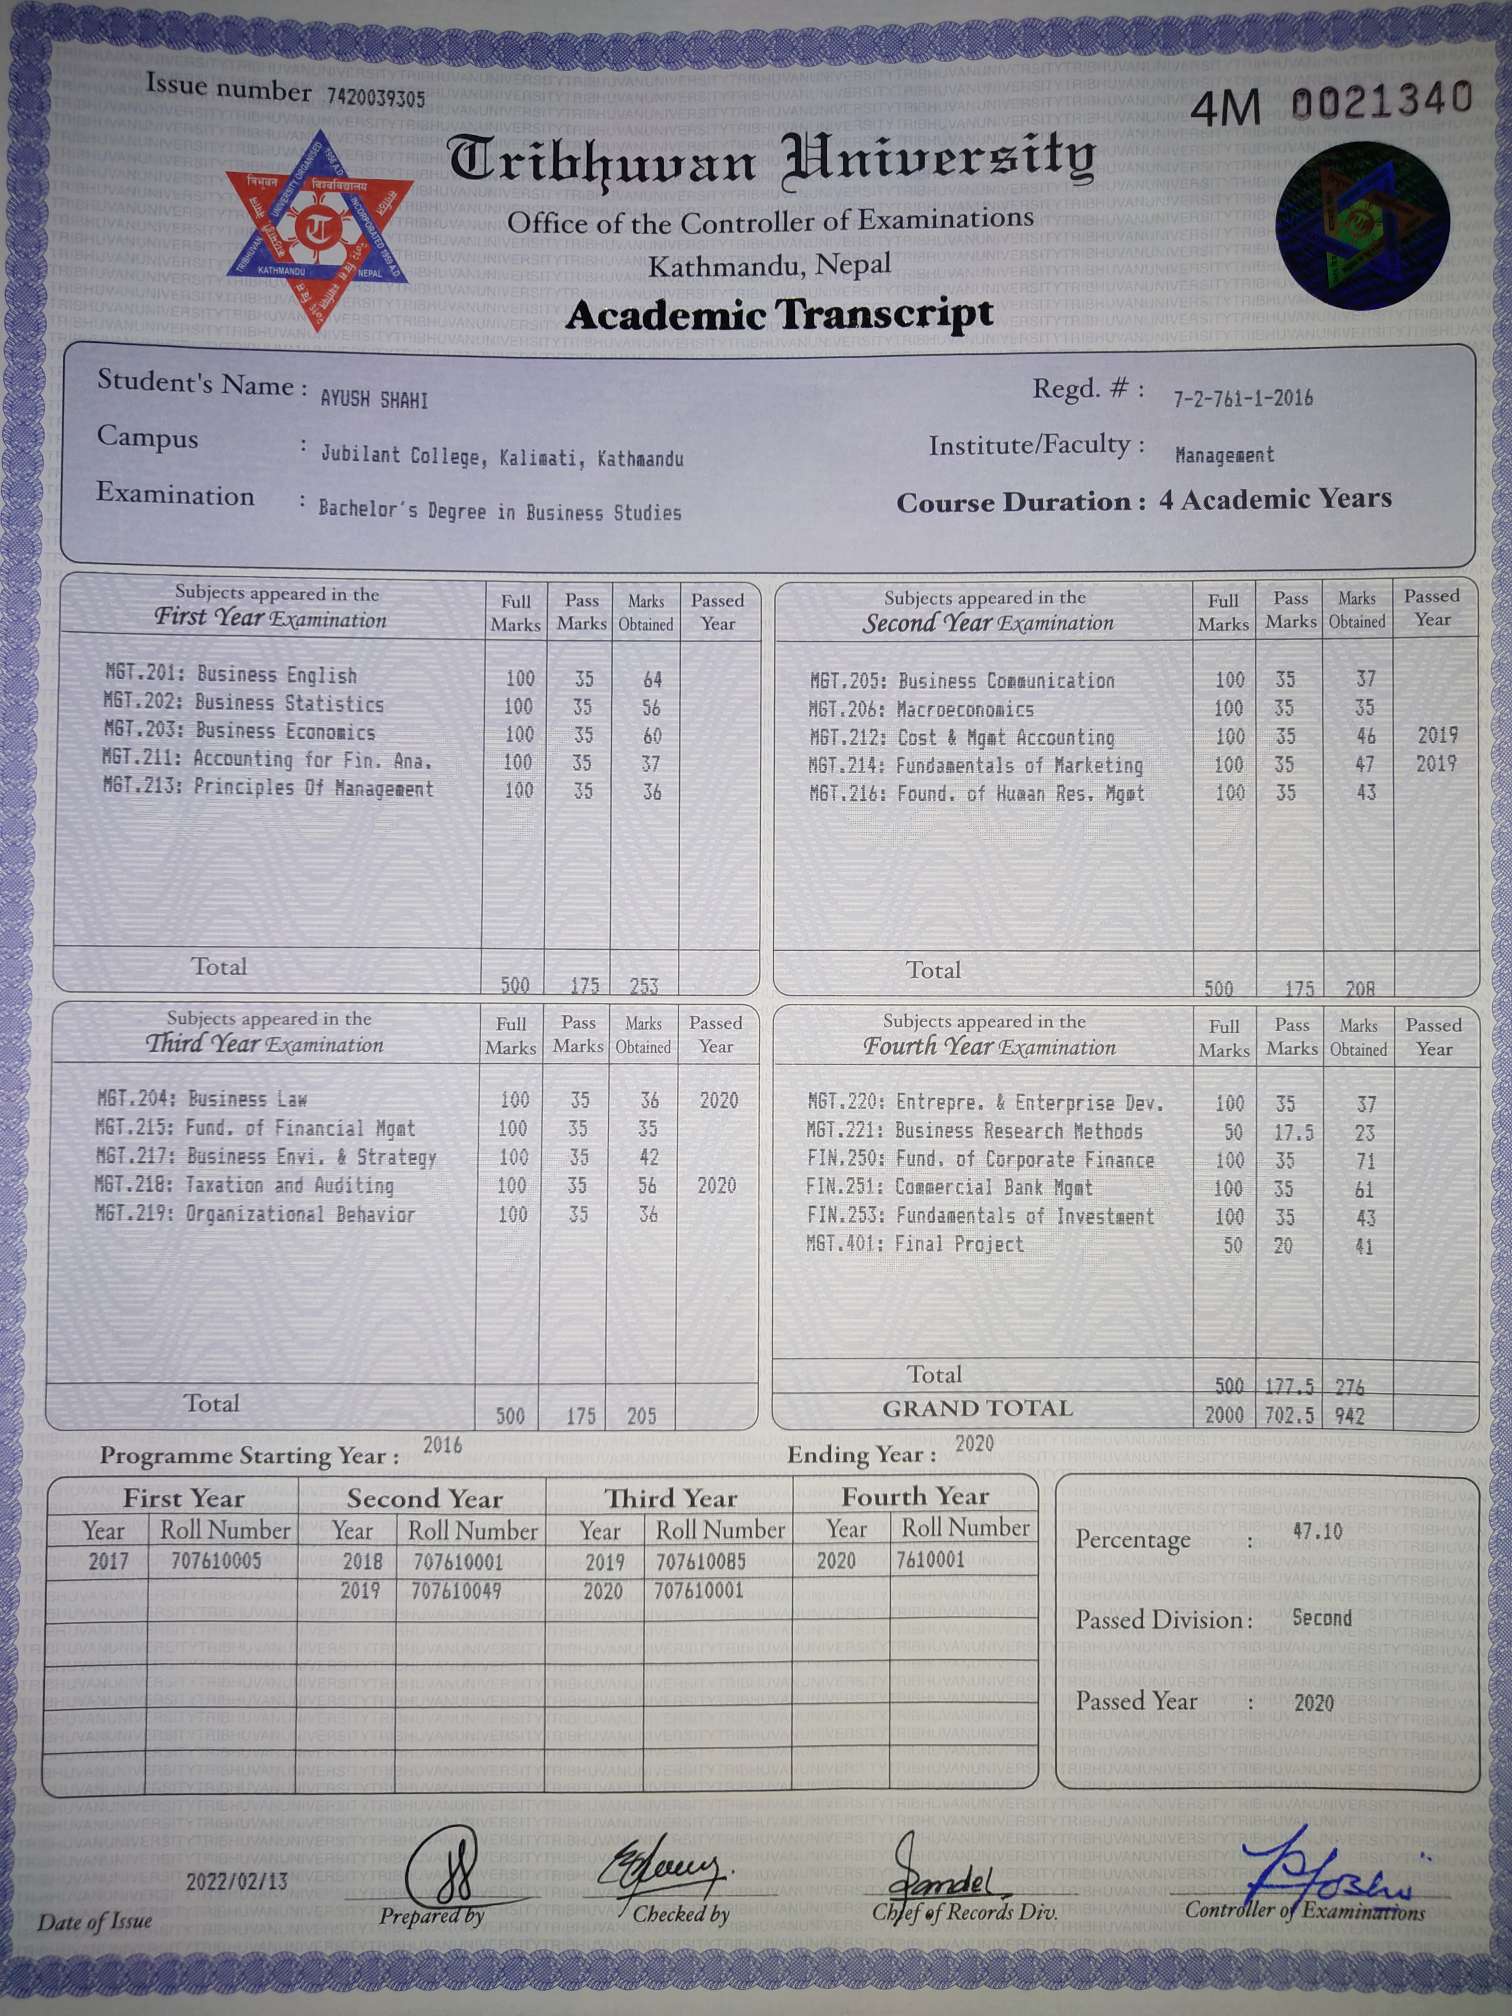 Issue number 7420039305
4M 0021340
Tribhuvan University
Office of the Controller of Examinations
Kathmandu, Nepal
Academic Transcript
त्रिभुवन विश्वविद्यालय
UNIVERSITY ORGANISED 1956 A.D
INCORPORATED 1959 A.D
TRIBHUVAN
KATHMANDU NEPAL
Student's Name : AYUSH SHAHI
Regd. # : 7-2-761-1-2016
Campus : Jubilant College, Kalimati, Kathmandu
Institute/Faculty : Management
Examination : Bachelor's Degree in Business Studies
Course Duration : 4 Academic Years
Subjects appeared in the First Year Examination Full Marks Pass Marks Marks Obtained Passed Year
MGT.201: Business English 100 35 64
MGT.202: Business Statistics 100 35 56
MGT.203: Business Economics 100 35 60
MGT.211: Accounting for Fin. Ana. 100 35 37
MGT.213: Principles Of Management 100 35 36
Total 500 175 253
Subjects appeared in the Second Year Examination Full Marks Pass Marks Marks Obtained Passed Year
MGT.205: Business Communication 100 35 37
MGT.206: Macroeconomics 100 35 35
MGT.212: Cost & Mgmt Accounting 100 35 46 2019
MGT.214: Fundamentals of Marketing 100 35 47 2019
MGT.216: Found. of Human Res. Mgmt 100 35 43
Total 500 175 208
Subjects appeared in the Third Year Examination Full Marks Pass Marks Marks Obtained Passed Year
MGT.204: Business Law 100 35 36 2020
MGT.215: Fund. of Financial Mgmt 100 35 35
MGT.217: Business Envi. & Strategy 100 35 42
MGT.218: Taxation and Auditing 100 35 56 2020
MGT.219: Organizational Behavior 100 35 36
Total 500 175 205
Subjects appeared in the Fourth Year Examination Full Marks Pass Marks Marks Obtained Passed Year
MGT.220: Entrepre. & Enterprise Dev. 100 35 37
MGT.221: Business Research Methods 50 17.5 23
FIN.250: Fund. of Corporate Finance 100 35 71
FIN.251: Commercial Bank Mgmt 100 35 61
FIN.253: Fundamentals of Investment 100 35 43
MGT.401: Final Project 50 20 41
Total 500 177.5 276
GRAND TOTAL 2000 702.5 942
Programme Starting Year : 2016
Ending Year : 2020
First Year Second Year Third Year Fourth Year
Year Roll Number Year Roll Number Year Roll Number Year Roll Number
2017 707610005 2018 707610001 2019 707610085 2020 7610001
2019 707610049 2020 707610001
Percentage : 47.10
Passed Division : Second
Passed Year : 2020
2022/02/13
Date of Issue
Prepared by
Checked by
Chief of Records Div.
Controller of Examinations